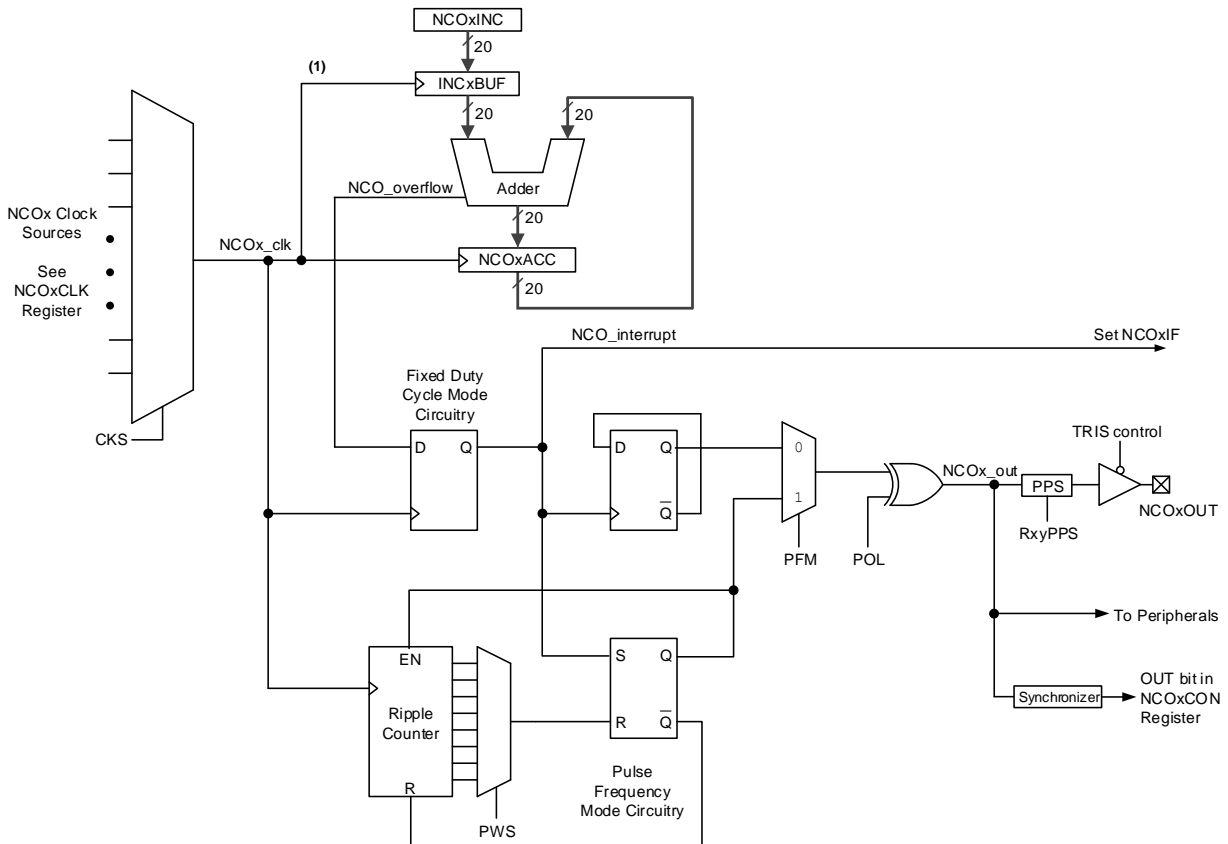 NCOxINC
20
(1)
INCxBUF
20
20
NCO_overflow
Adder
20
NCOx Clock
Sources
See
NCOxCLK
Register
NCOx_clk
NCOxACC
20
NCO_interrupt
Set NCOxIF
Fixed Duty
Cycle Mode
Circuitry
CKS
D
Q
D
Q
Q
0
1
PFM
POL
NCOx_out
TRIS control
PPS
RxyPPS
NCOxOUT
To Peripherals
EN
Ripple
Counter
R
PWS
S
Q
R
Q
Pulse
Frequency
Mode Circuitry
Synchronizer
OUT bit in
NCOxCON
Register